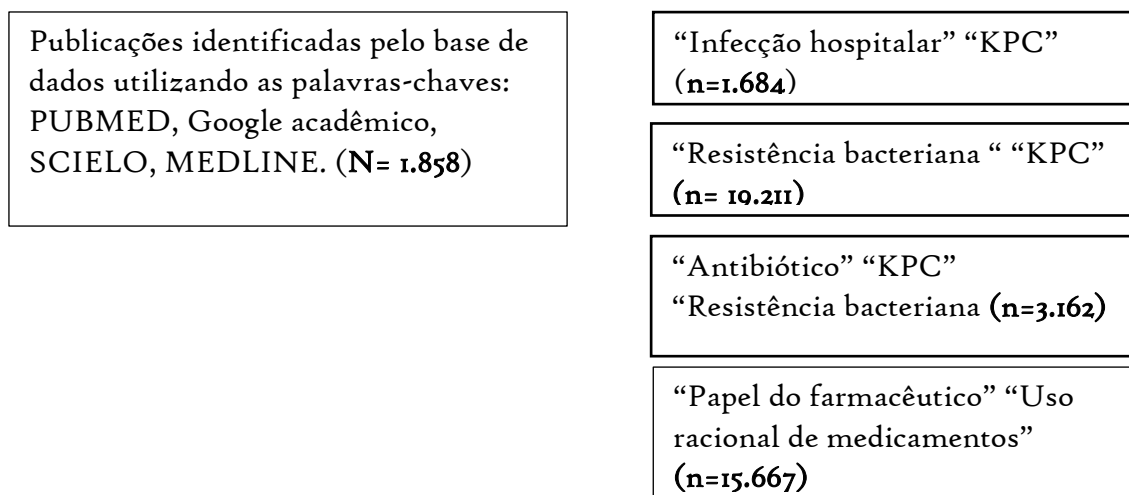 Publicações identificadas pelo base de
dados utilizando as palavras-chaves:
PUBMED, Google acadêmico,
SCIELO, MEDLINE. (N= 1.858)
“Infecção hospitalar” “KPC”
(n=1.684)
“Resistência bacteriana “ “KPC”
(n= 19.211)
“Antibiótico” “KPC”
“Resistência bacteriana (n=3.162)
“Papel do farmacêutico” “Uso
racional de medicamentos”
(n=15.667)